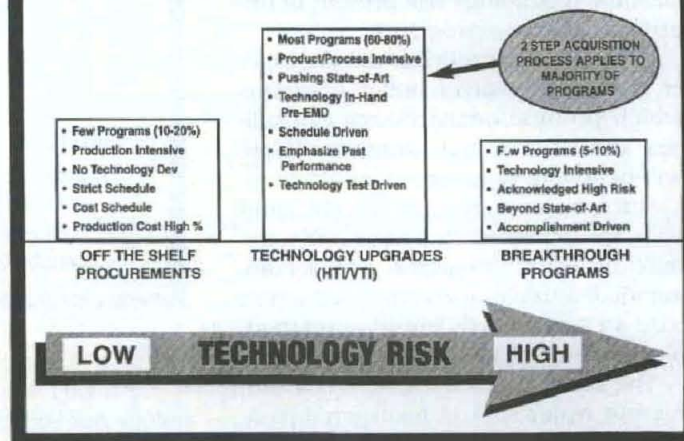 2 STEP ACQUISITION
PROCESS APPLIES TO
MAJORITY OF
PROGRAMS
• Most Programs (60-80%)
• Product/Process Intensive
• Pushing State-of-Art
• Technology In-Hand
Pre-EMD
• Schedule Driven
• Emphasize Past
Performance
• Technology Test Driven
• Few Programs (10-20%)
• Production Intensive
• No Technology Dev
• Strict Schedule
• Cost Schedule
• Production Cost High %
• Few Programs (5-10%)
• Technology Intensive
• Acknowledged High Risk
• Beyond State-of-Art
• Accomplishment Driven
OFF THE SHELF
PROCUREMENTS
TECHNOLOGY UPGRADES
(HTI/VTI)
BREAKTHROUGH
PROGRAMS
LOW TECHNOLOGY RISK HIGH